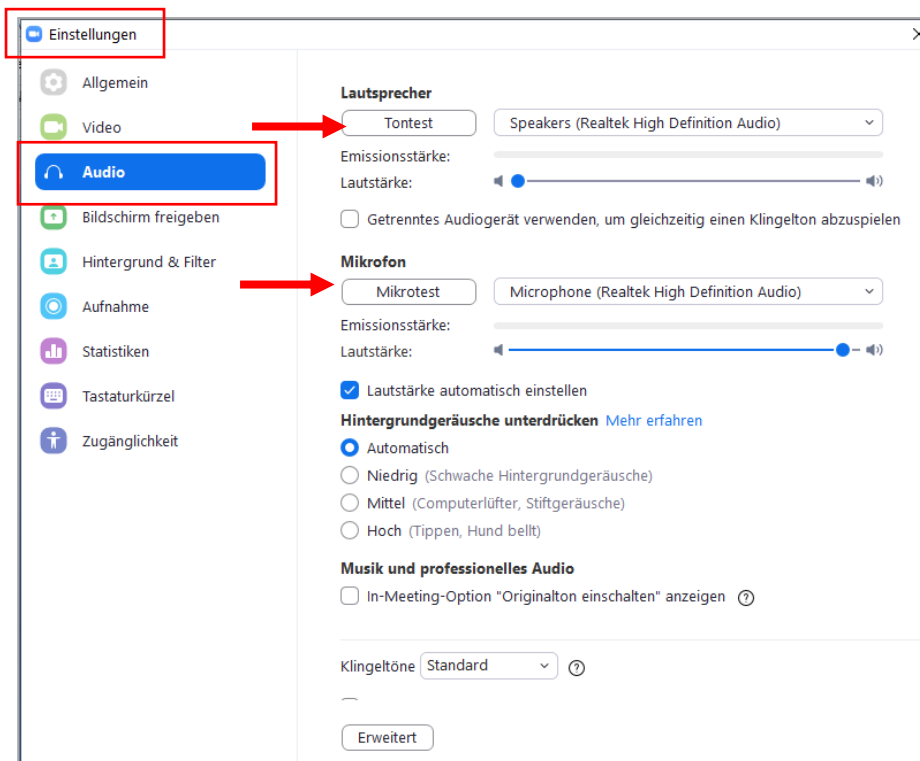 Einstellungen
Allgemein
Video
Audio
Bildschirm freigeben
Hintergrund & Filter
Aufnahme
Statistiken
Tastaturkürzel
Zugänglichkeit
Lautsprecher
Tontest Speakers (Realtek High Definition Audio)
Emissionsstärke:
Lautstärke:
Getrenntes Audiogerät verwenden, um gleichzeitig einen Klingelton abzuspielen
Mikrofon
Mikrotest Microphone (Realtek High Definition Audio)
Emissionsstärke:
Lautstärke:
Lautstärke automatisch einstellen
Hintergrundgeräusche unterdrücken Mehr erfahren
Automatisch
Niedrig (Schwache Hintergrundgeräusche)
Mittel (Computerlüfter, Stiftgeräusche)
Hoch (Tippen, Hund bellt)
Musik und professionelles Audio
In-Meeting-Option "Originalton einschalten" anzeigen
Klingeltöne Standard
Erweitert